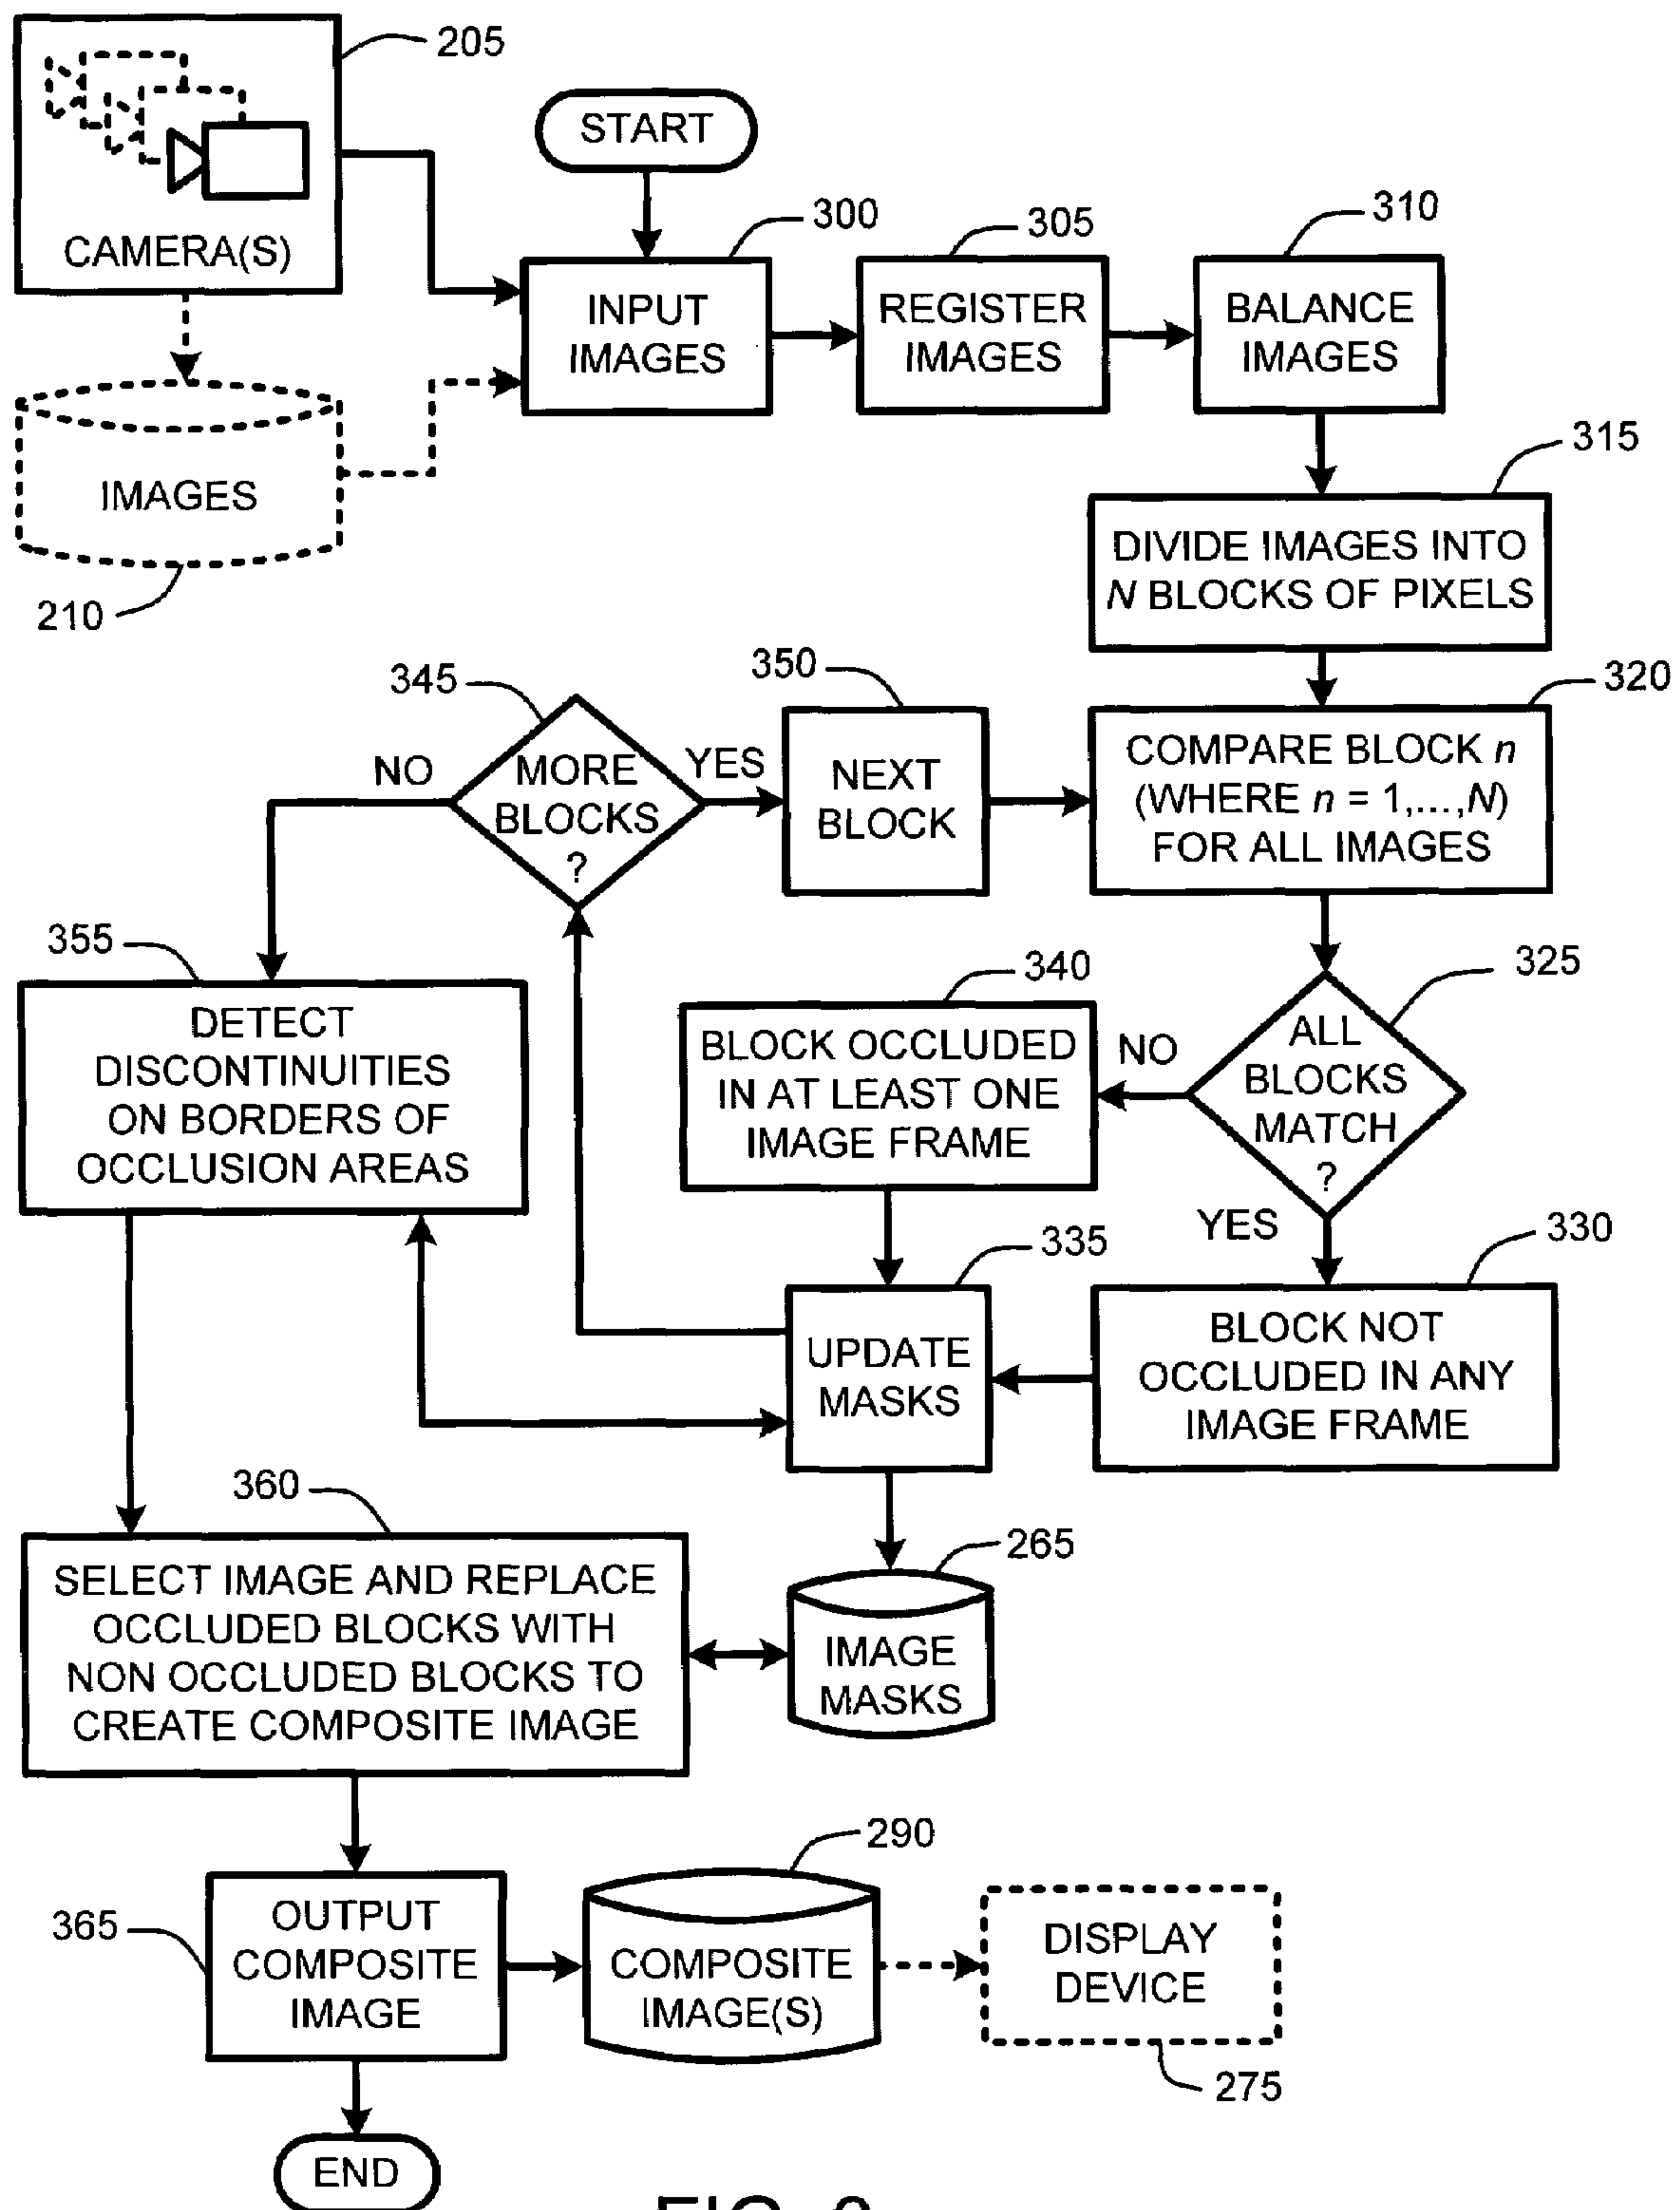 205
CAMERA(S)
START
300
INPUT
IMAGES
305
REGISTER
IMAGES
310
BALANCE
IMAGES
IMAGES
210
315
DIVIDE IMAGES INTO
N BLOCKS OF PIXELS
320
COMPARE BLOCK n
(WHERE n = 1,...,N)
FOR ALL IMAGES
350
NEXT
BLOCK
345
MORE
BLOCKS
?
YES
NO
325
ALL
BLOCKS
MATCH
?
NO
YES
340
BLOCK OCCLUDED
IN AT LEAST ONE
IMAGE FRAME
330
BLOCK NOT
OCCLUDED IN ANY
IMAGE FRAME
335
UPDATE
MASKS
355
DETECT
DISCONTINUITIES
ON BORDERS OF
OCCLUSION AREAS
265
IMAGE
MASKS
360
SELECT IMAGE AND REPLACE
OCCLUDED BLOCKS WITH
NON OCCLUDED BLOCKS TO
CREATE COMPOSITE IMAGE
365
OUTPUT
COMPOSITE
IMAGE
290
COMPOSITE
IMAGE(S)
DISPLAY
DEVICE
275
END